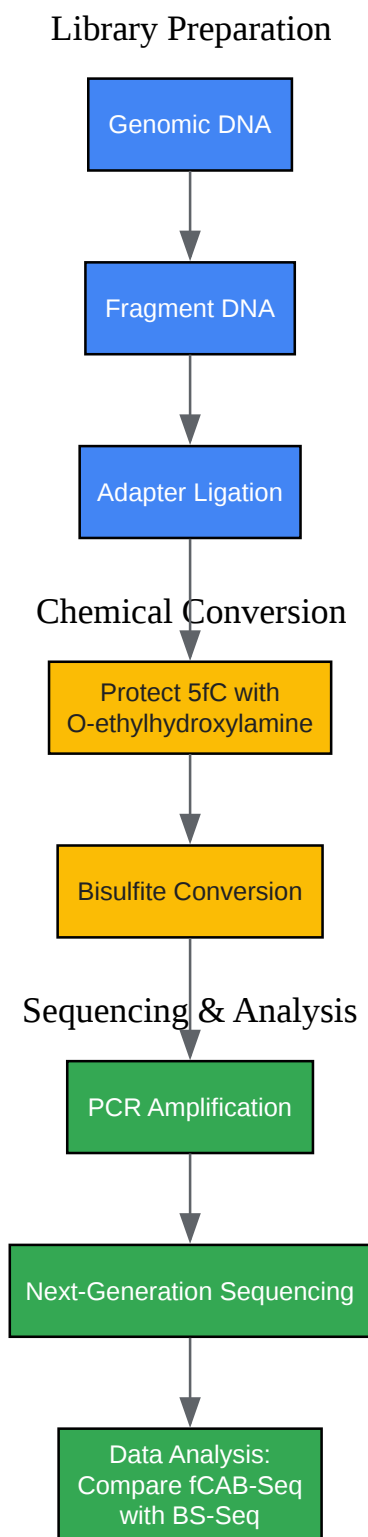 Library Preparation
Genomic DNA
Fragment DNA
Adapter Ligation
Chemical Conversion
Protect 5fC with
O-ethylhydroxylamine
Bisulfite Conversion
Sequencing & Analysis
PCR Amplification
Next-Generation Sequencing
Data Analysis:
Compare fCAB-Seq
with BS-Seq